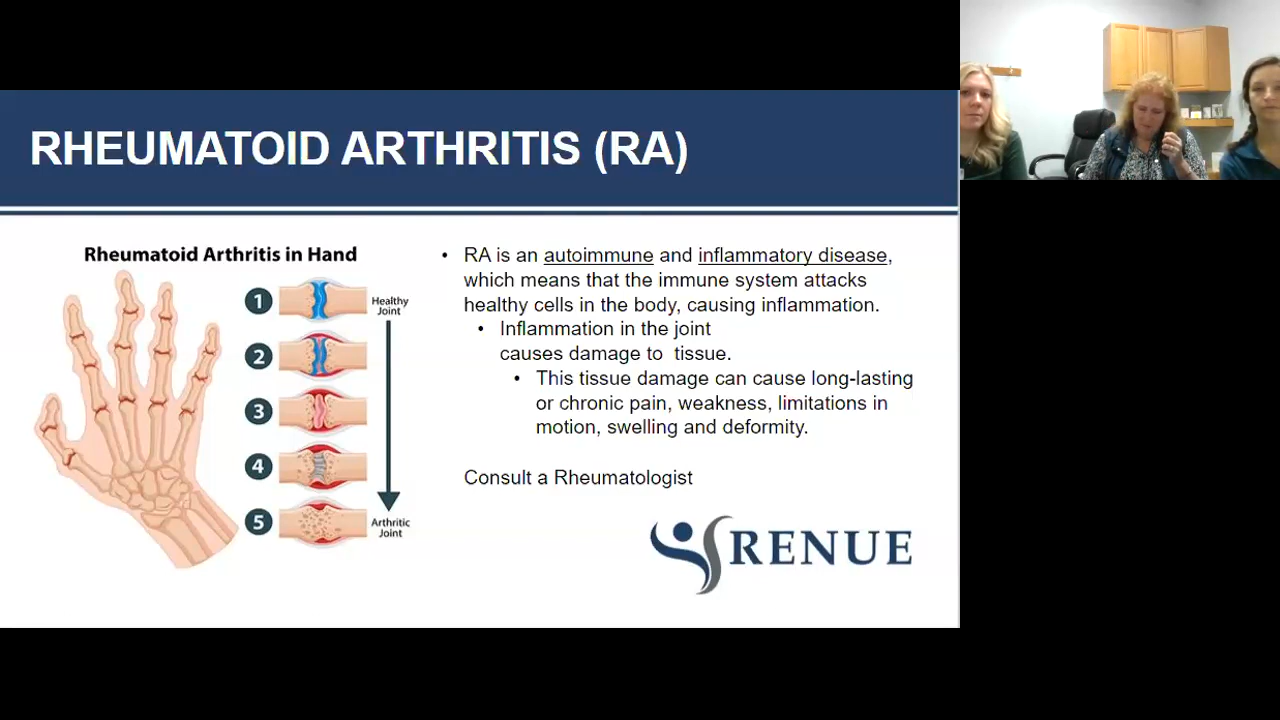 RHEUMATOID ARTHRITIS (RA)
Rheumatoid Arthritis in Hand
1
Healthy
Joint
2
3
4
5
Arthritic
Joint
• RA is an autoimmune and inflammatory disease,
which means that the immune system attacks
healthy cells in the body, causing inflammation.
• Inflammation in the joint
causes damage to tissue.
• This tissue damage can cause long-lasting
or chronic pain, weakness, limitations in
motion, swelling and deformity.
Consult a Rheumatologist
RENUE